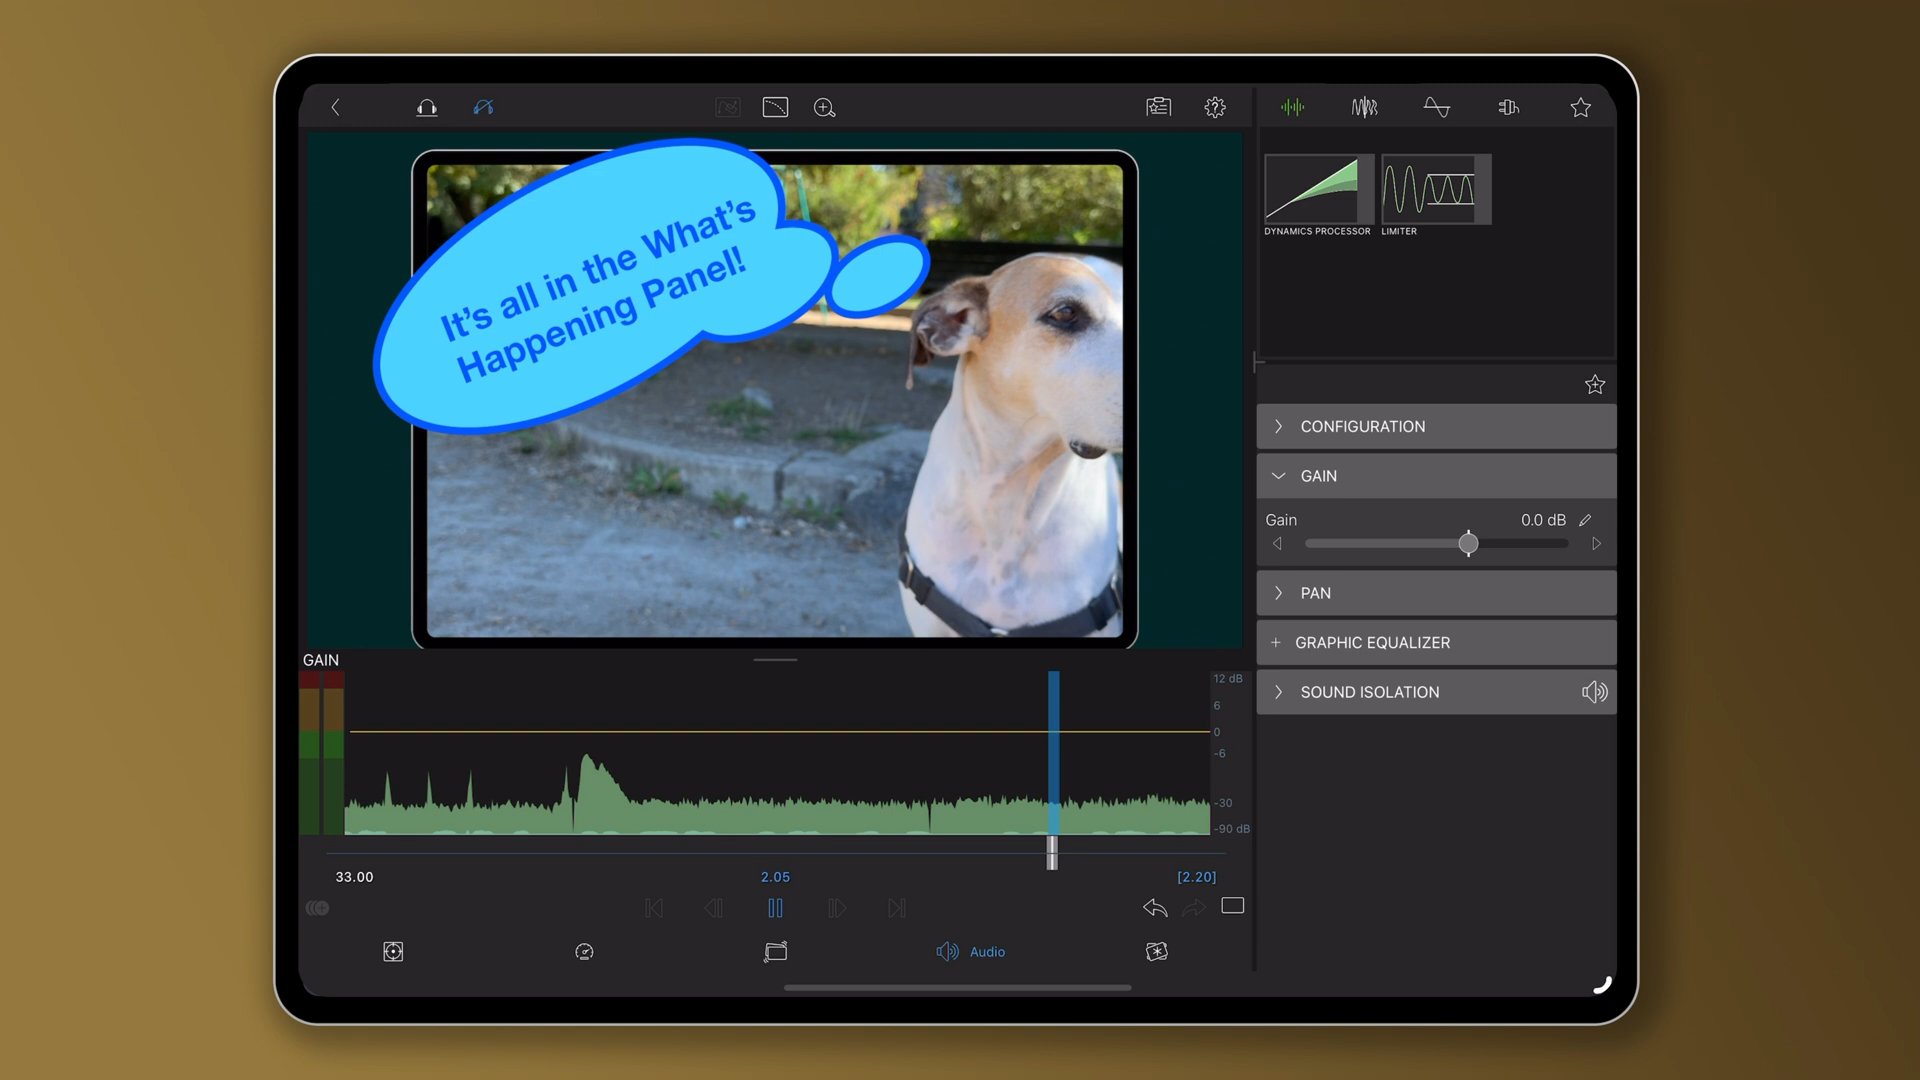 It's all in the What's
Happening Panel!
DYNAMICS PROCESSOR
LIMITER
CONFIGURATION
GAIN
Gain
0.0 dB
PAN
GRAPHIC EQUALIZER
SOUND ISOLATION
GAIN
12 dB
6
0
-6
-30
-90 dB
33.00
2.05
[2.20]
Audio